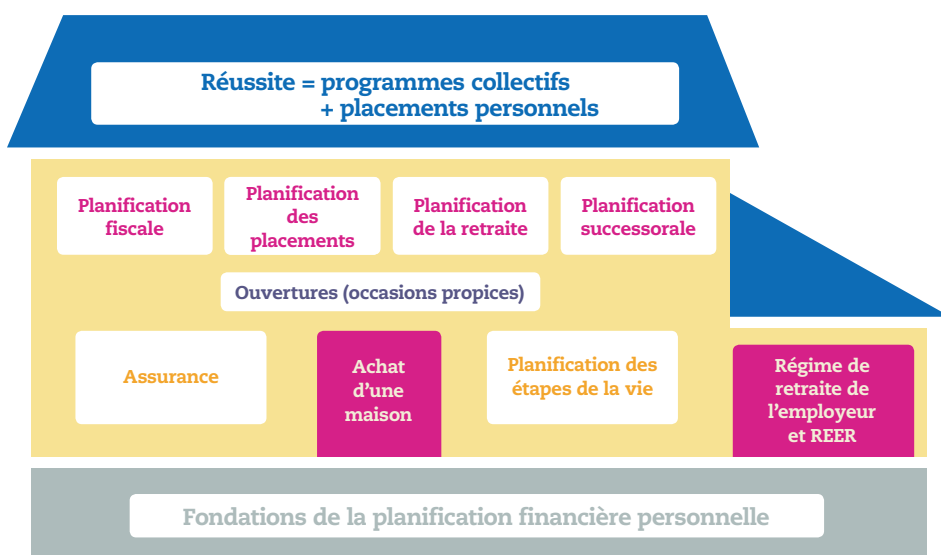 Réussite = programmes collectifs
+ placements personnels
Planification
fiscale
Planification
des
placements
Planification
de la retraite
Planification
successorale
Ouvertures (occasions propices)
Assurance
Achat
d’une
maison
Planification des
étapes de la vie
Régime de
retraite de
l’employeur
et REER
Fondations de la planification financière personnelle